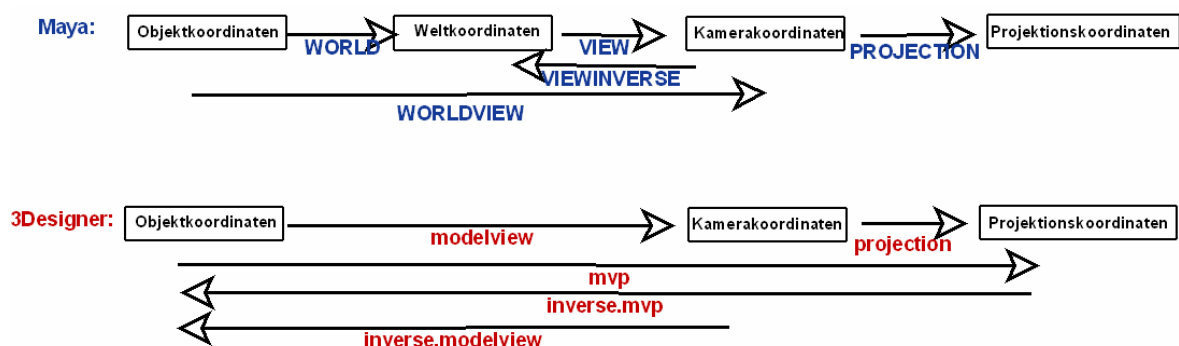 Maya:
Objektkoordinaten
Weltkoordinaten
Kamerakoordinaten
Projektionskoordinaten
WORLD
VIEW
PROJECTION
VIEWINVERSE
WORLDVIEW
3Designer:
Objektkoordinaten
Kamerakoordinaten
Projektionskoordinaten
modelview
projection
mvp
inverse.mvp
inverse.modelview